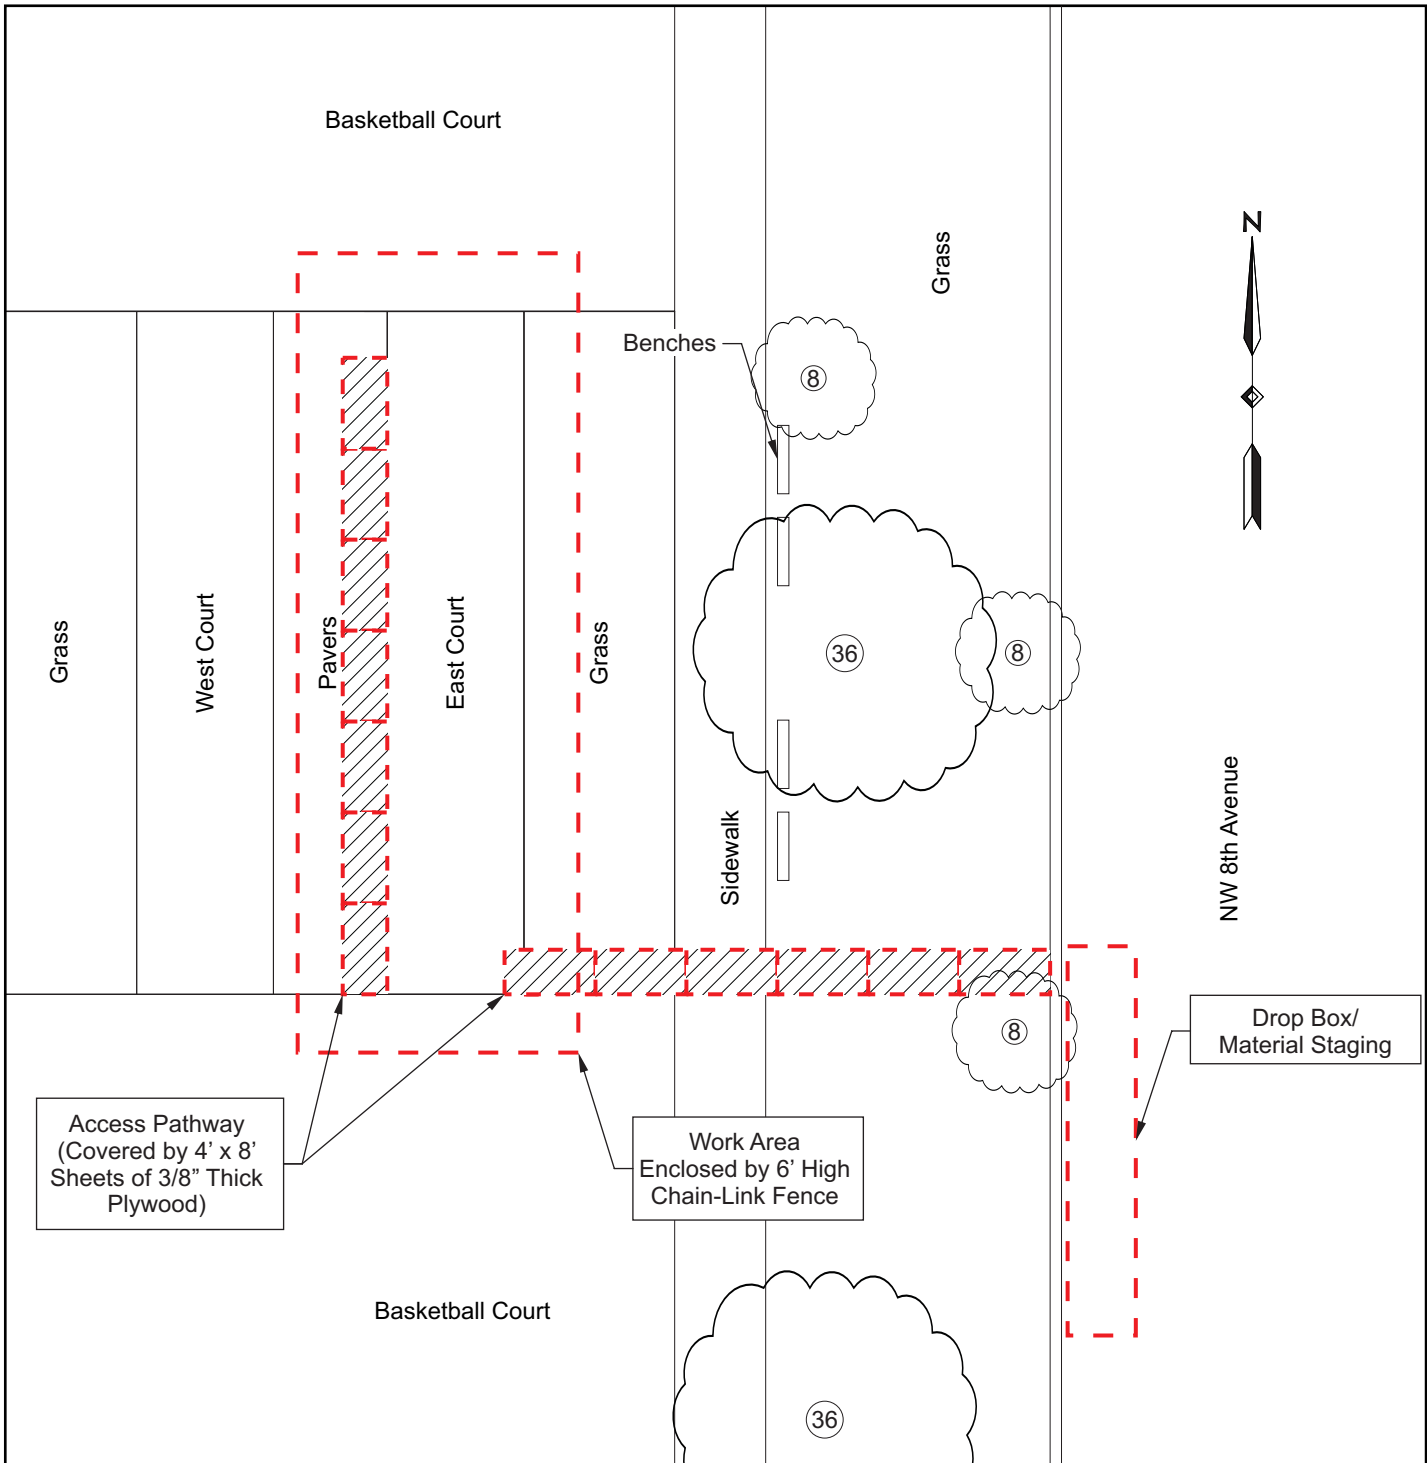 Basketball Court
N
Grass
Benches
8
Grass
West Court
Pavers
East Court
Grass
36
8
Sidewalk
NW 8th Avenue
8
Drop Box/
Material Staging
Access Pathway
(Covered by 4’ x 8’
Sheets of 3/8” Thick
Plywood)
Work Area
Enclosed by 6’ High
Chain-Link Fence
Basketball Court
36